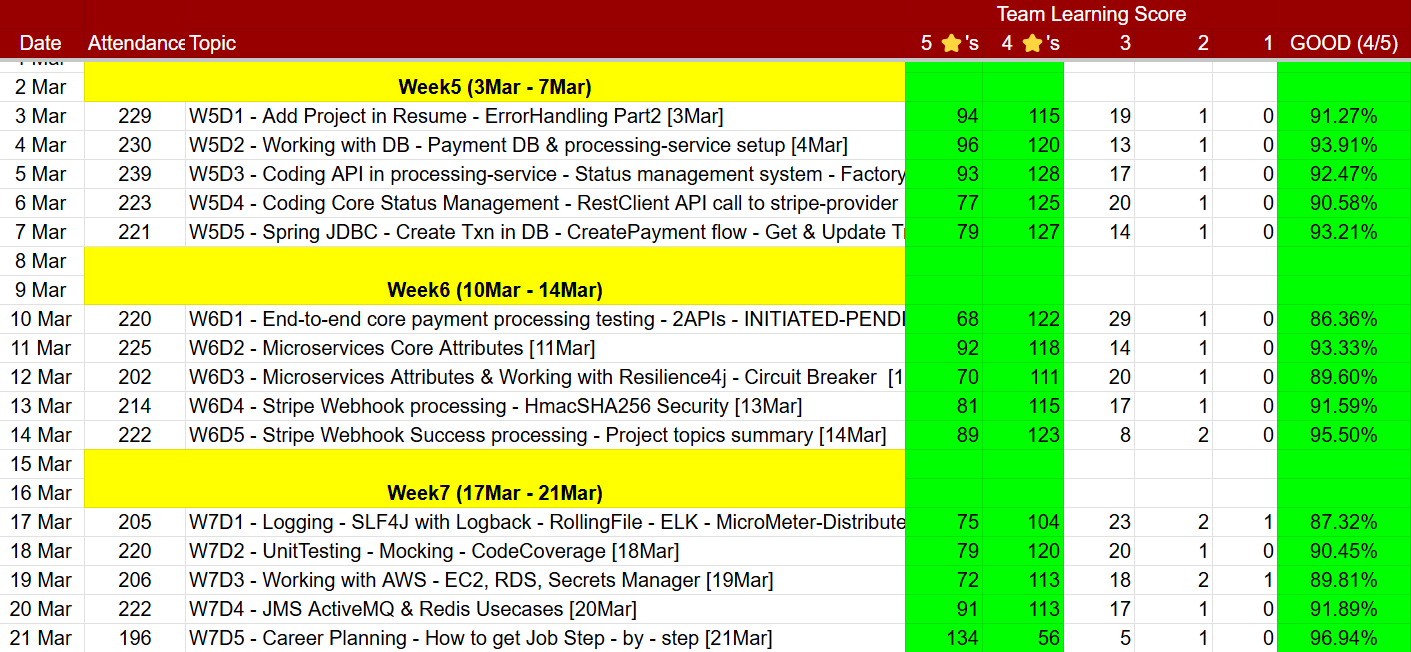 Team Learning Score
Date Attendance Topic 5 ⭐'s 4 ⭐'s 3 2 1 GOOD (4/5)
2 Mar Week5 (3Mar - 7Mar)
3 Mar 229 W5D1 - Add Project in Resume - ErrorHandling Part2 [3Mar] 94 115 19 1 0 91.27%
4 Mar 230 W5D2 - Working with DB - Payment DB & processing-service setup [4Mar] 96 120 13 1 0 93.91%
5 Mar 239 W5D3 - Coding API in processing-service - Status management system - Factory 93 128 17 1 0 92.47%
6 Mar 223 W5D4 - Coding Core Status Management - RestClient API call to stripe-provider 77 125 20 1 0 90.58%
7 Mar 221 W5D5 - Spring JDBC - Create Txn in DB - CreatePayment flow - Get & Update 79 127 14 1 0 93.21%
8 Mar
9 Mar Week6 (10Mar - 14Mar)
10 Mar 220 W6D1 - End-to-end core payment processing testing - 2APIs - INITIATED-PEND 68 122 29 1 0 86.36%
11 Mar 225 W6D2 - Microservices Core Attributes [11Mar] 92 118 14 1 0 93.33%
12 Mar 202 W6D3 - Microservices Attributes & Working with Resilience4j - Circuit Breaker [1 70 111 20 1 0 89.60%
13 Mar 214 W6D4 - Stripe Webhook processing - HmacSHA256 Security [13Mar] 81 115 17 1 0 91.59%
14 Mar 222 W6D5 - Stripe Webhook Success processing - Project topics summary [14Mar] 89 123 8 2 0 95.50%
15 Mar
16 Mar Week7 (17Mar - 21Mar)
17 Mar 205 W7D1 - Logging - SLF4J with Logback - RollingFile - ELK - MicroMeter-Distribute 75 104 23 2 1 87.32%
18 Mar 220 W7D2 - UnitTesting - Mocking - CodeCoverage [18Mar] 79 120 20 1 0 90.45%
19 Mar 206 W7D3 - Working with AWS - EC2, RDS, Secrets Manager [19Mar] 72 113 18 2 1 89.81%
20 Mar 222 W7D4 - JMS ActiveMQ & Redis Usecases [20Mar] 91 113 17 1 0 91.89%
21 Mar 196 W7D5 - Career Planning - How to get Job Step - by - step [21Mar] 134 56 5 1 0 96.94%